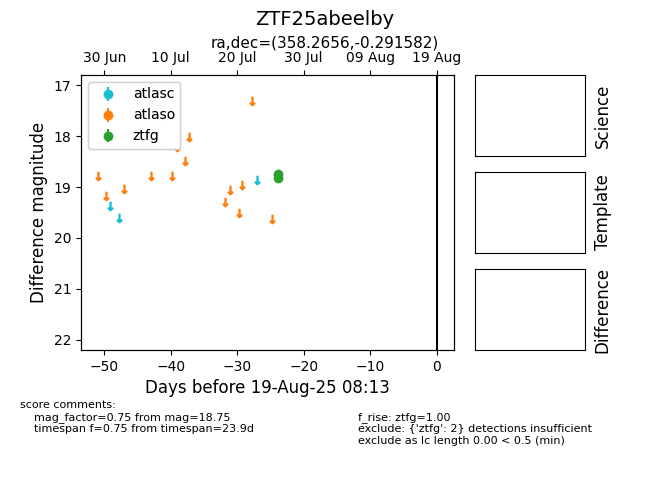 ZTF25abeelby
ra,dec=(358.2656,-0.291582)
30 Jun 10 Jul 20 Jul 30 Jul 09 Aug 19 Aug
atlasc
atlaso
ztfg
17
18
19
20
21
22
Difference magnitude
−50 −40 −30 −20 −10 0
Days before 19-Aug-25 08:13
Science
Template
Difference
score comments:
mag_factor=0.75 from mag=18.75
timespan f=0.75 from timespan=23.9d
f_rise: ztfg=1.00
exclude: {'ztfg': 2} detections insufficient
exclude as lc length 0.00 < 0.5 (min)